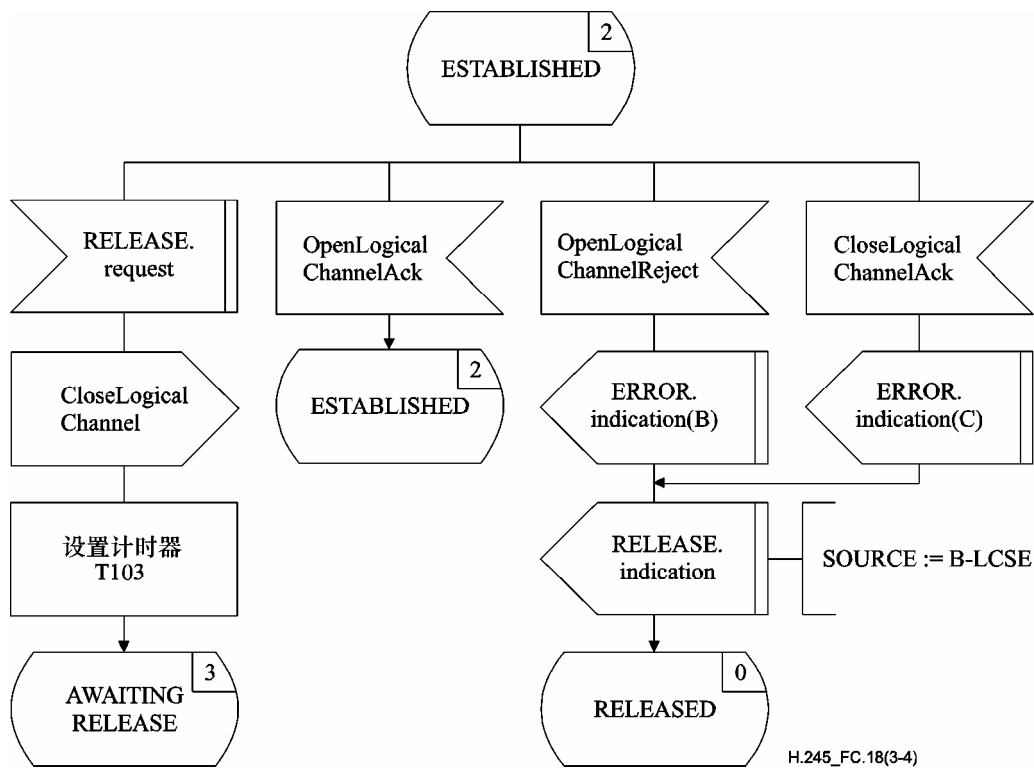 2
ESTABLISHED
RELEASE.
request
OpenLogical
ChannelAck
OpenLogical
ChannelReject
CloseLogical
ChannelAck
CloseLogical
Channel
2
ESTABLISHED
ERROR.
indication(B)
ERROR.
indication(C)
设置计时器
T103
RELEASE.
indication
SOURCE := B-LCSE
3
AWAITING
RELEASE
0
RELEASED
H.245_FC.18(3-4)